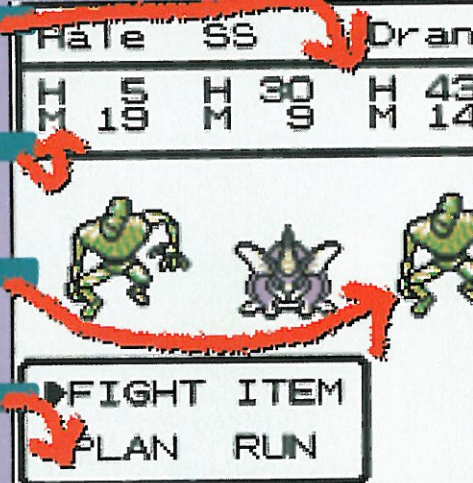 Hale SS Dran
H 5 H 30 H 43
M 19 M 9 M 14
▶FIGHT ITEM
PLAN RUN